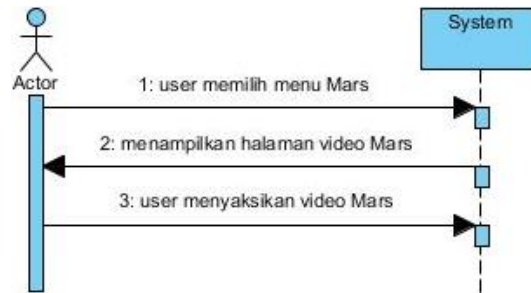 System
Actor
1: user memilih menu Mars
2: menampilkan halaman video Mars
3: user menyaksikan video Mars